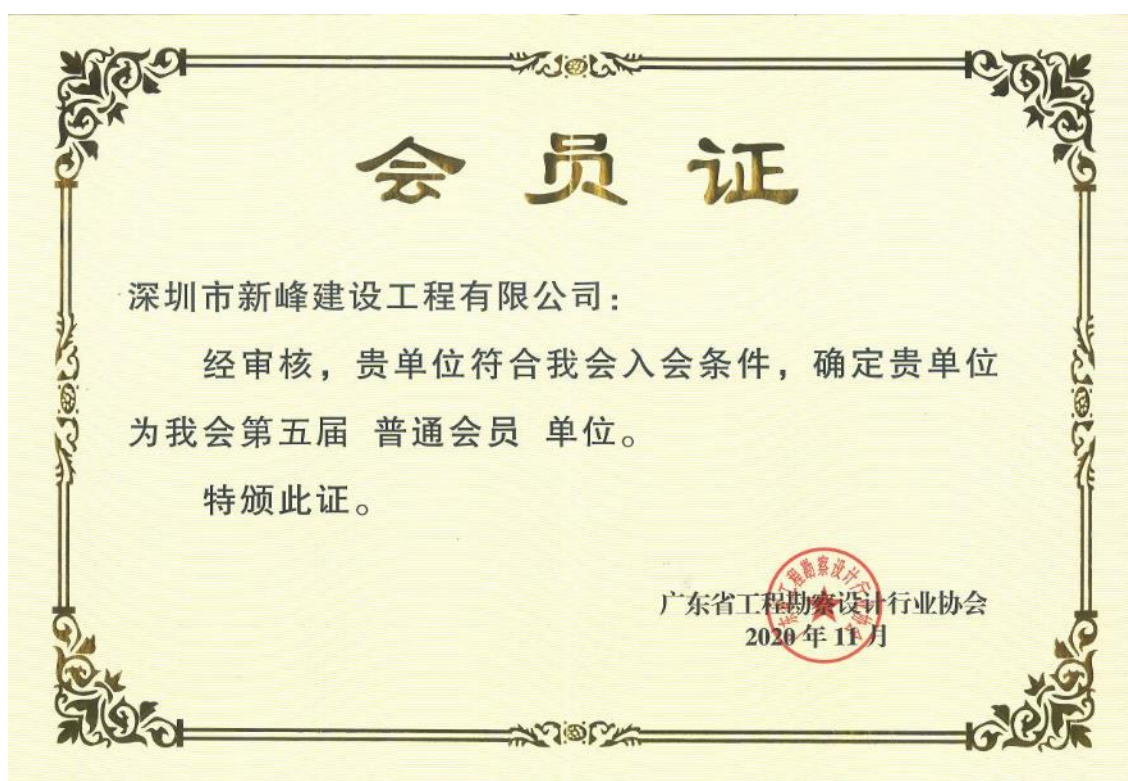 会员证
深圳市新峰建设工程有限公司：
经审核，贵单位符合我会入会条件，确定贵单位
为我会第五届 普通会员 单位。
特颁此证。
广东省工程勘察设计行业协会
2020年11月